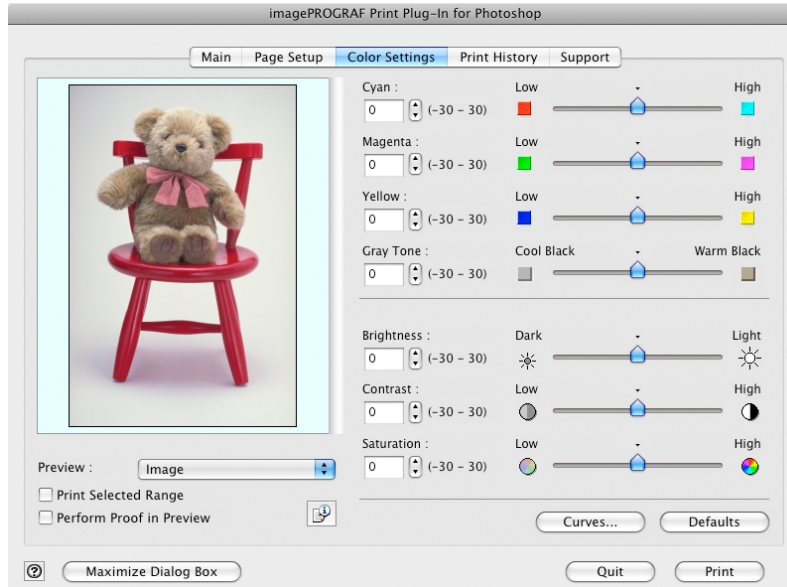 imagePROGRAF Print Plug-In for Photoshop
Main Page Setup Color Settings Print History Support
Cyan : Low High
0 (-30 - 30)
Magenta : Low High
0 (-30 - 30)
Yellow : Low High
0 (-30 - 30)
Gray Tone : Cool Black Warm Black
0 (-30 - 30)
Brightness : Dark Light
0 (-30 - 30)
Contrast : Low High
0 (-30 - 30)
Saturation : Low High
0 (-30 - 30)
Preview : Image
Print Selected Range
Perform Proof in Preview
Curves... Defaults
? Maximize Dialog Box Quit Print